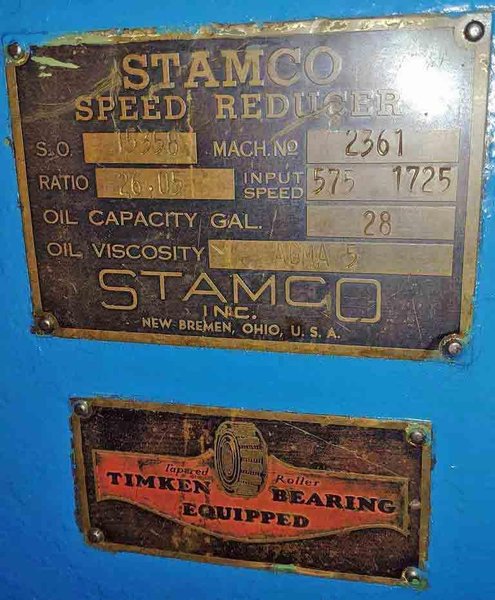 STAMCO
SPEED REDUCER
S.O. 15356 MACH. NO 2361
RATIO 26.05 INPUT SPEED 575 1725
OIL CAPACITY GAL. 28
OIL VISCOSITY AGMA 5
STAMCO
INC.
NEW BREMEN, OHIO, U.S.A.
Tapered Roller
TIMKEN BEARING
EQUIPPED